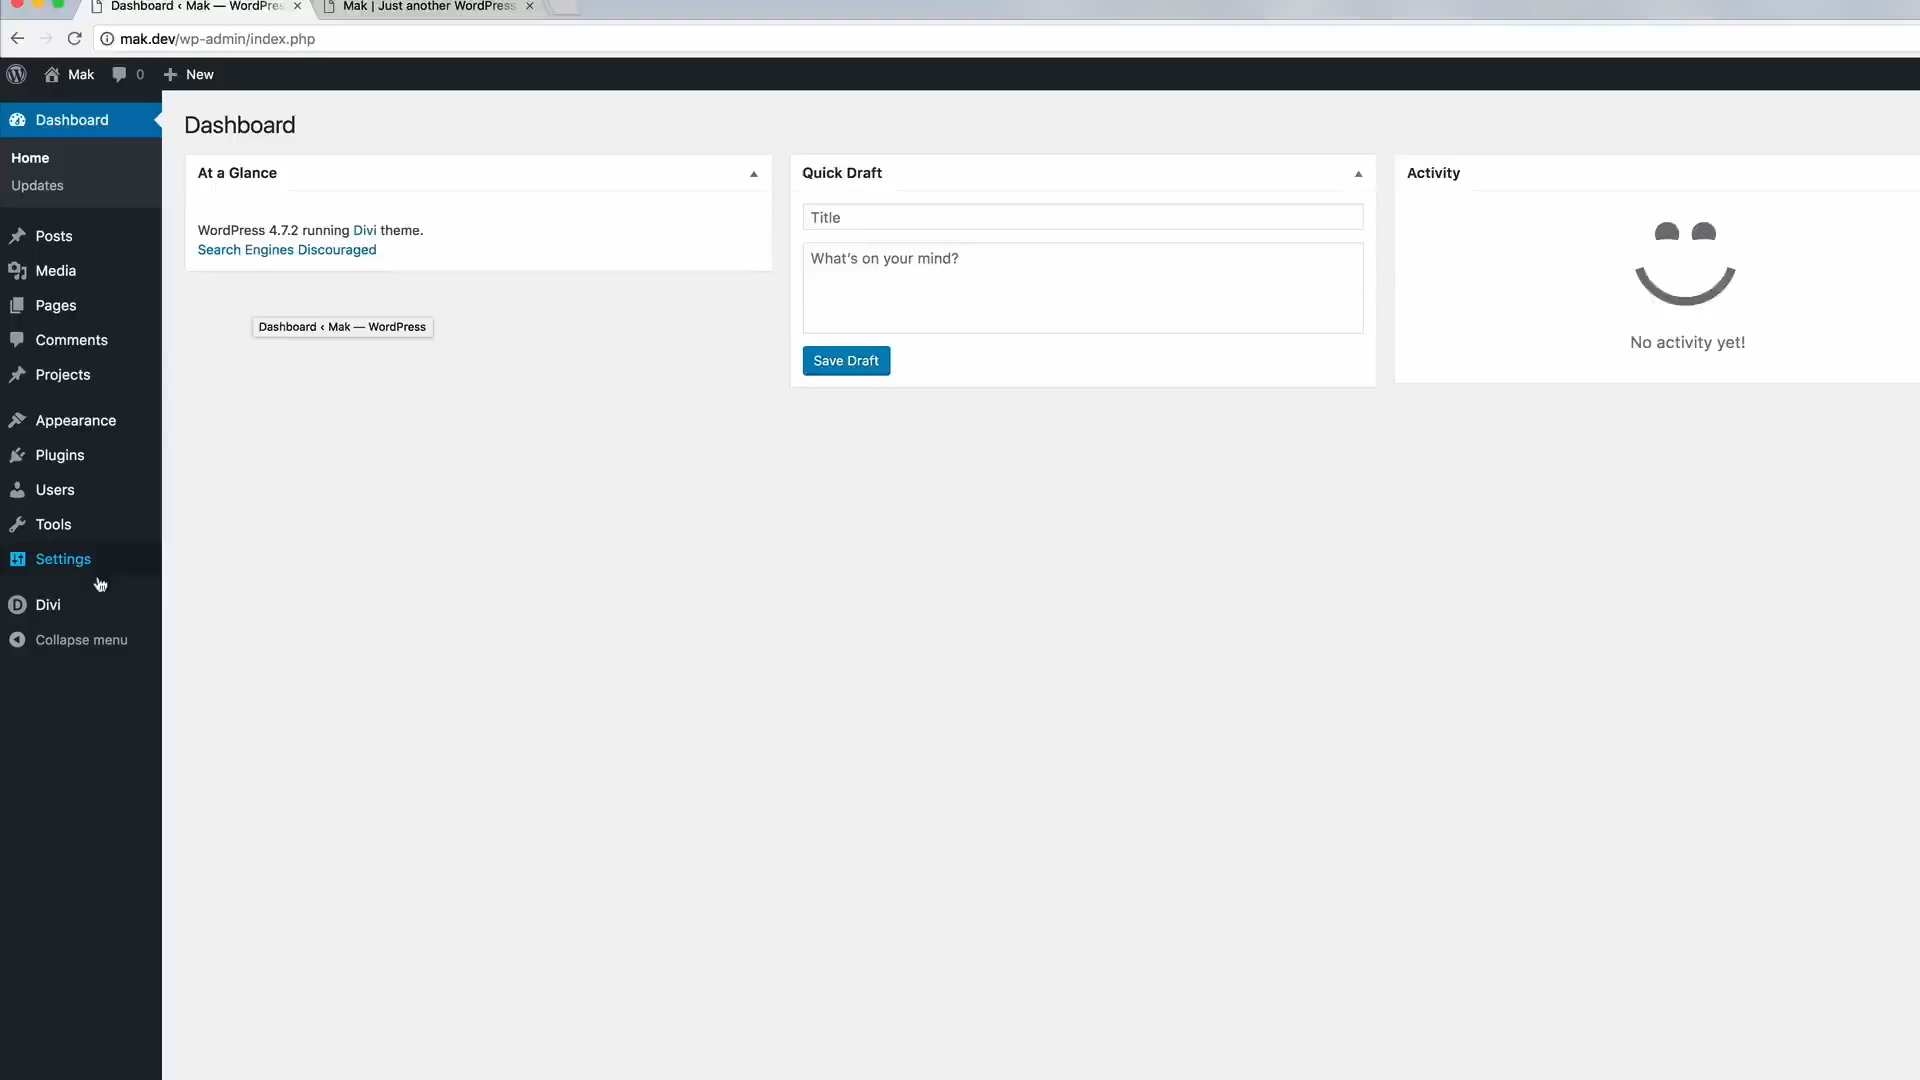 Dashboard ‹ Mak — WordPres
Mak | Just another WordPress
mak.dev/wp-admin/index.php
Mak
0
New
Dashboard
Home
Updates
Posts
Media
Pages
Comments
Projects
Appearance
Plugins
Users
Tools
Settings
Divi
Collapse menu
Dashboard
At a Glance
WordPress 4.7.2 running Divi theme.
Search Engines Discouraged
Dashboard ‹ Mak — WordPress
Quick Draft
Title
What's on your mind?
Save Draft
Activity
No activity yet!